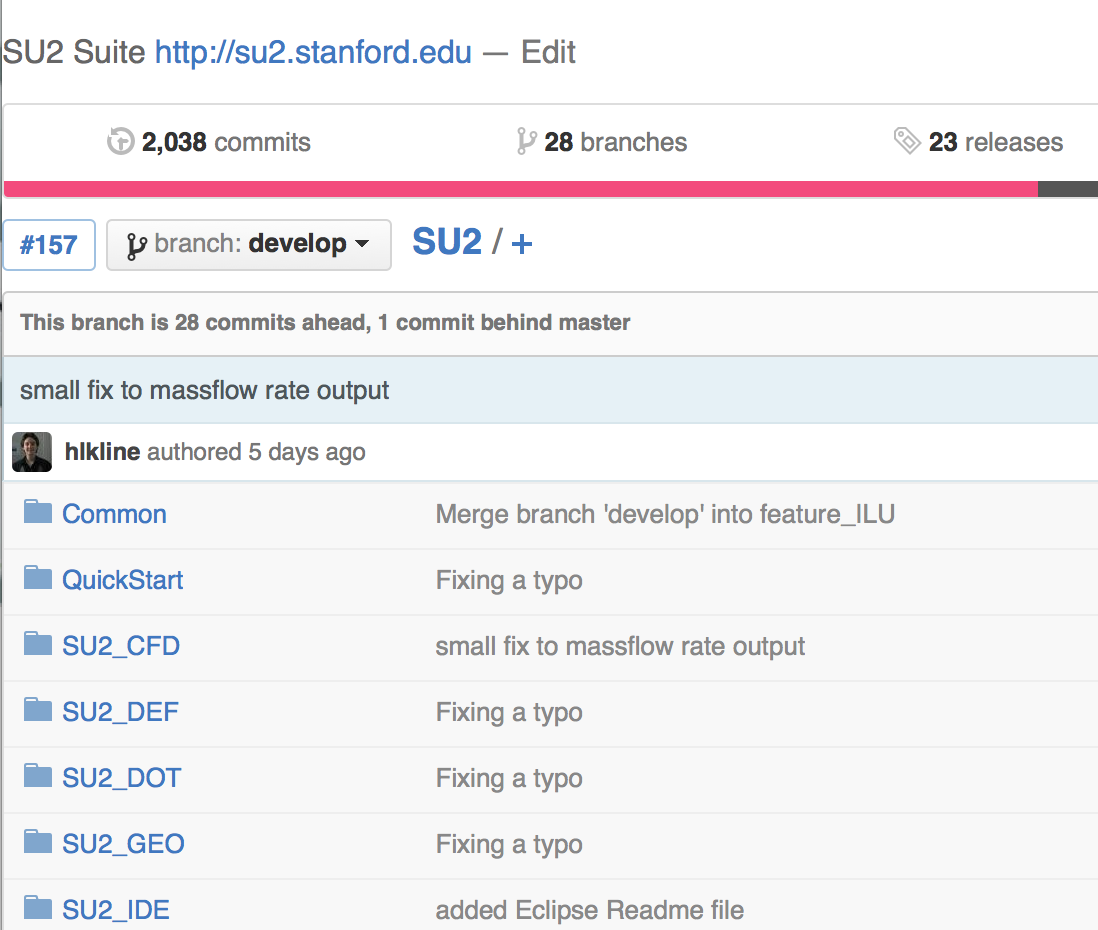 SU2 Suite http://su2.stanford.edu — Edit
2,038 commits 28 branches 23 releases
#157 branch: develop SU2 / +
This branch is 28 commits ahead, 1 commit behind master
small fix to massflow rate output
hlkline authored 5 days ago
Common Merge branch 'develop' into feature_ILU
QuickStart Fixing a typo
SU2_CFD small fix to massflow rate output
SU2_DEF Fixing a typo
SU2_DOT Fixing a typo
SU2_GEO Fixing a typo
SU2_IDE added Eclipse Readme file